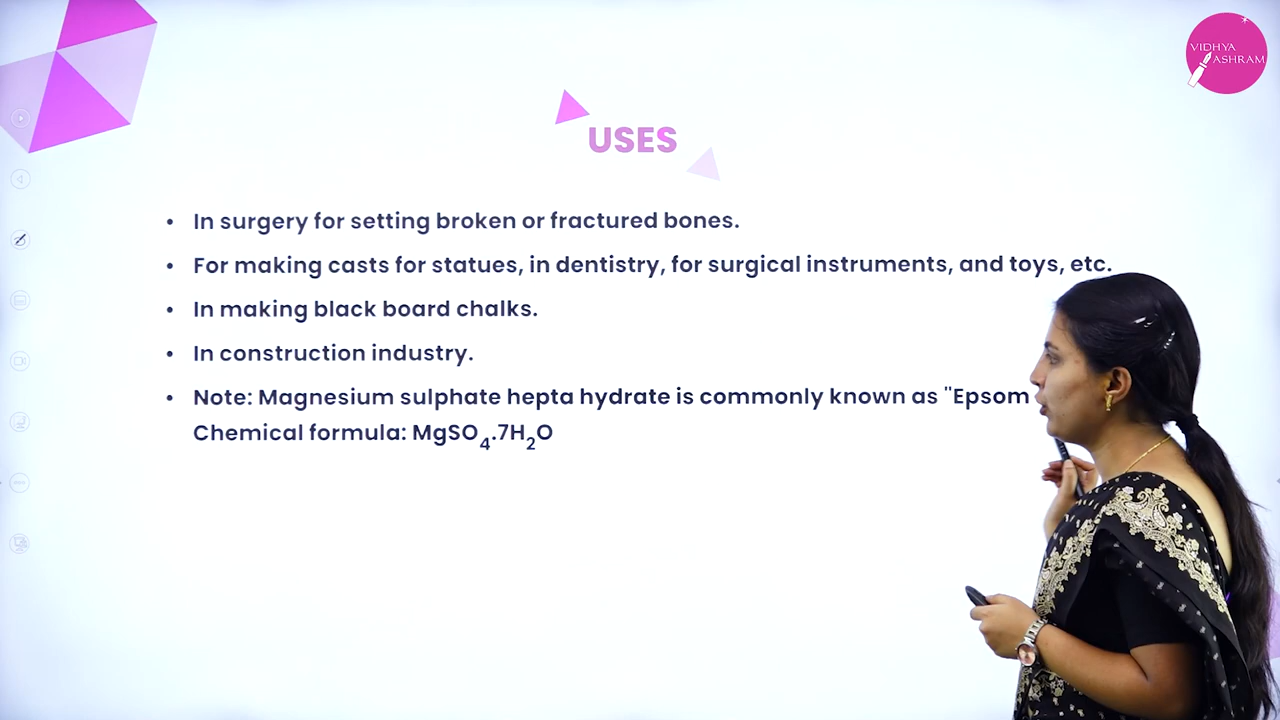 VIDHYA
ASHRAM
USES
• In surgery for setting broken or fractured bones.
• For making casts for statues, in dentistry, for surgical instruments, and toys, etc.
• In making black board chalks.
• In construction industry.
• Note: Magnesium sulphate hepta hydrate is commonly known as "Epsom
Chemical formula: MgSO₄.7H₂O